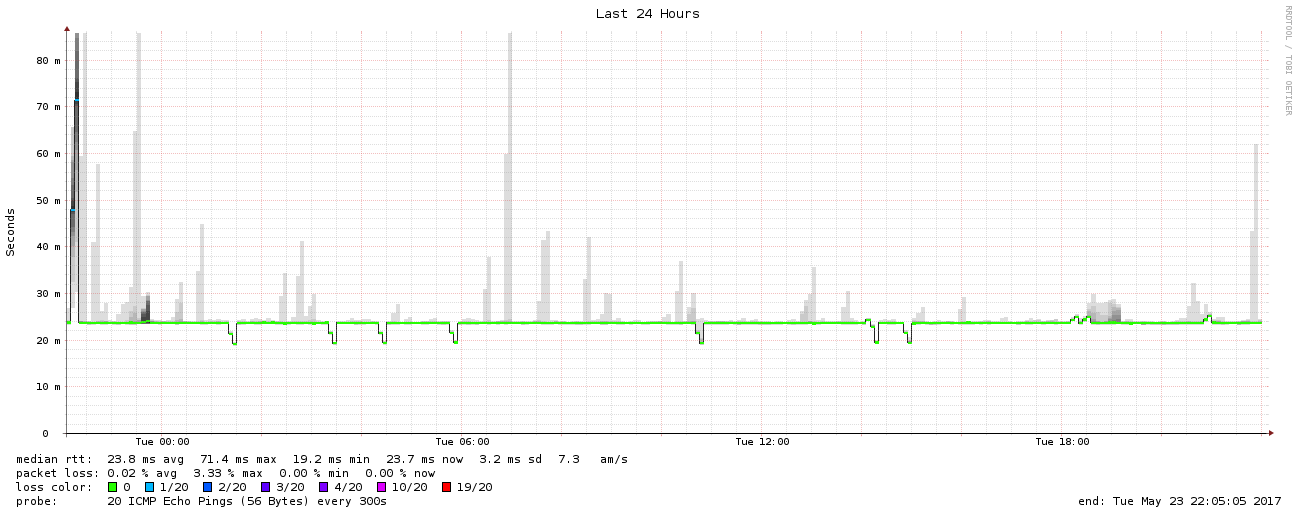 Last 24 Hours
RRDTOOL / TOBI OETIKER
Seconds
80 m
70 m
60 m
50 m
40 m
30 m
20 m
10 m
0
Tue 00:00 Tue 06:00 Tue 12:00 Tue 18:00
median rtt: 23.8 ms avg 71.4 ms max 19.2 ms min 23.7 ms now 3.2 ms sd 7.3 am/s
packet loss: 0.02 % avg 3.33 % max 0.00 % min 0.00 % now
loss color: 0 1/20 2/20 3/20 4/20 10/20 19/20
probe: 20 ICMP Echo Pings (56 Bytes) every 300s end: Tue May 23 22:05:05 2017